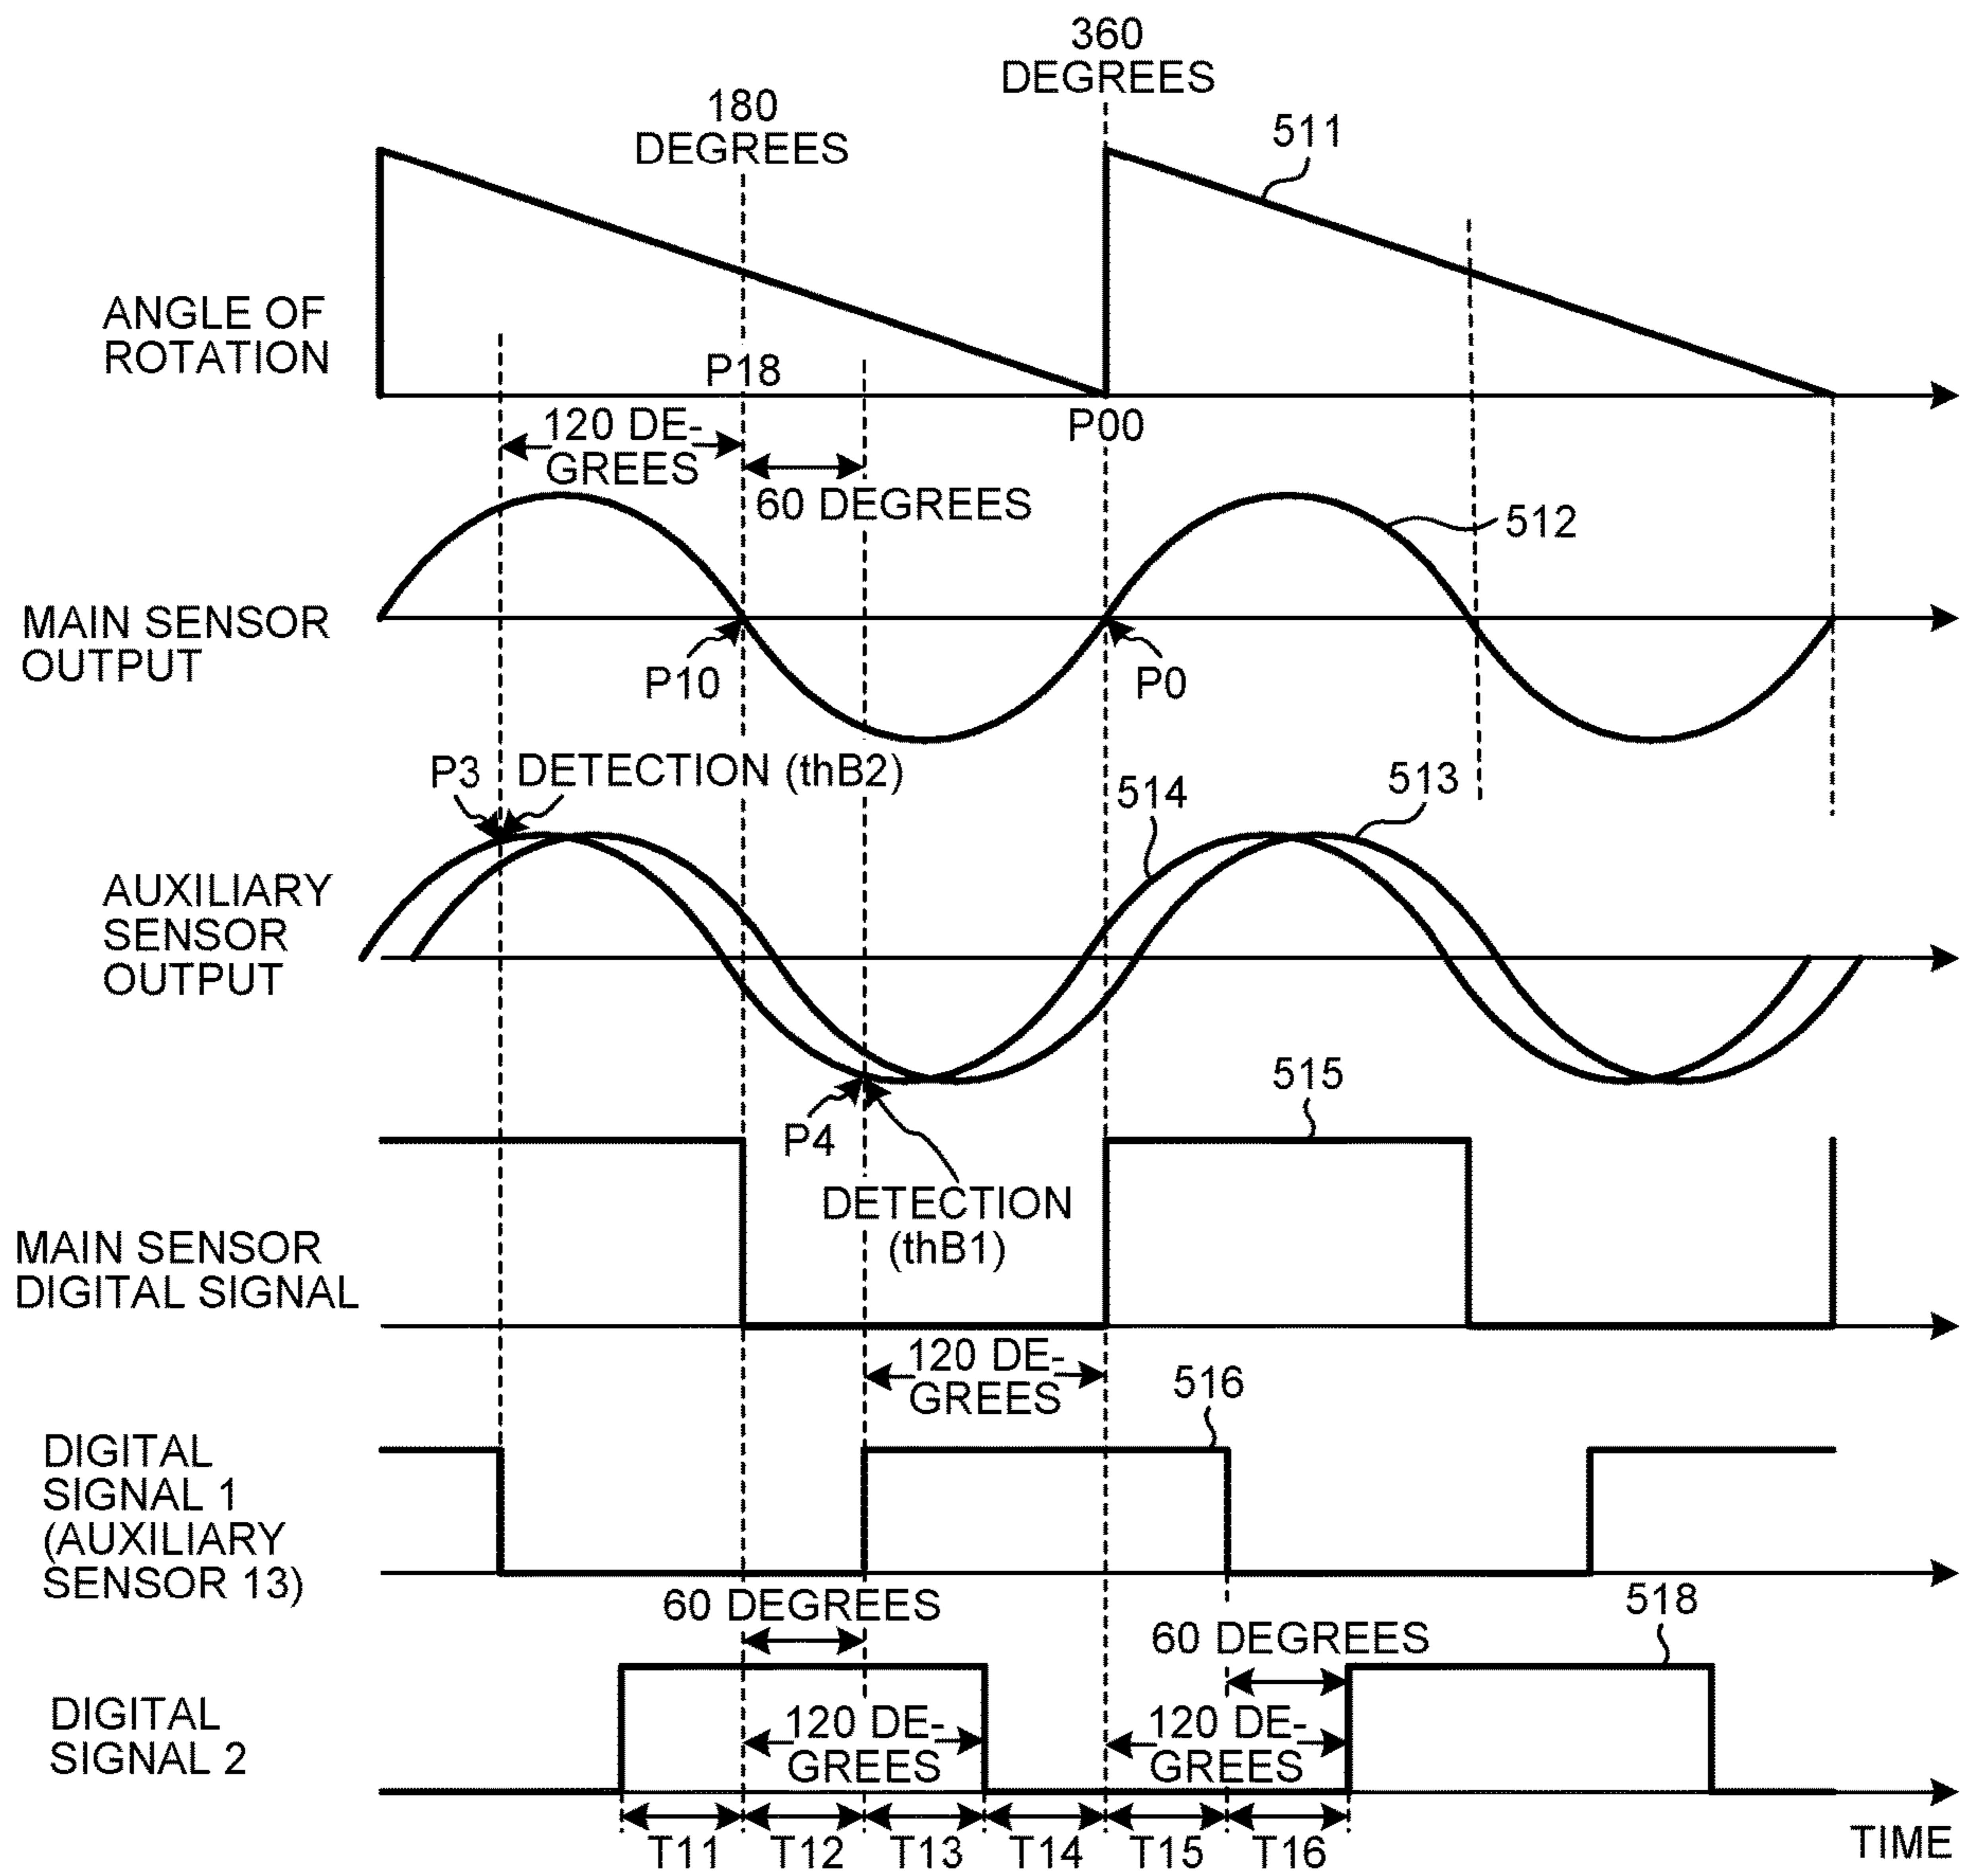 360
DEGREES
180
DEGREES
511
ANGLE OF
ROTATION
P18
P00
120 DE-
GREES
60 DEGREES
512
MAIN SENSOR
OUTPUT
P10
P0
P3
DETECTION (thB2)
514
513
AUXILIARY
SENSOR
OUTPUT
P4
DETECTION
(thB1)
515
MAIN SENSOR
DIGITAL SIGNAL
120 DE-
GREES
516
DIGITAL
SIGNAL 1
(AUXILIARY
SENSOR 13)
60 DEGREES
60 DEGREES
518
DIGITAL
SIGNAL 2
120 DE-
GREES
120 DE-
GREES
T11 T12 T13 T14 T15 T16
TIME